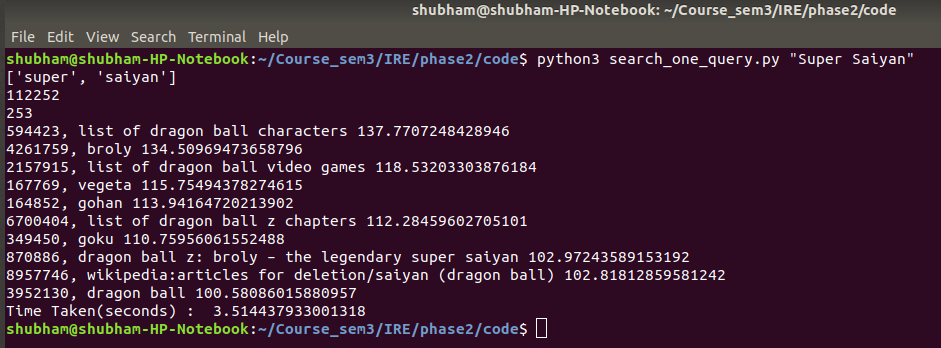 shubham@shubham-HP-Notebook: ~/Course_sem3/IRE/phase2/code
File Edit View Search Terminal Help
shubham@shubham-HP-Notebook:~/Course_sem3/IRE/phase2/code$ python3 search_one_query.py "Super Saiyan"
['super', 'saiyan']
112252
253
594423, list of dragon ball characters 137.7707248428946
4261759, broly 134.50969473658796
2157915, list of dragon ball video games 118.53203303876184
167769, vegeta 115.75494378274615
164852, gohan 113.94164720213902
6700404, list of dragon ball z chapters 112.28459602705101
349450, goku 110.75956061552488
870886, dragon ball z: broly – the legendary super saiyan 102.97243589153192
8957746, wikipedia:articles for deletion/saiyan (dragon ball) 102.81812859581242
3952130, dragon ball 100.58086015880957
Time Taken(seconds) :  3.514437933001318
shubham@shubham-HP-Notebook:~/Course_sem3/IRE/phase2/code$